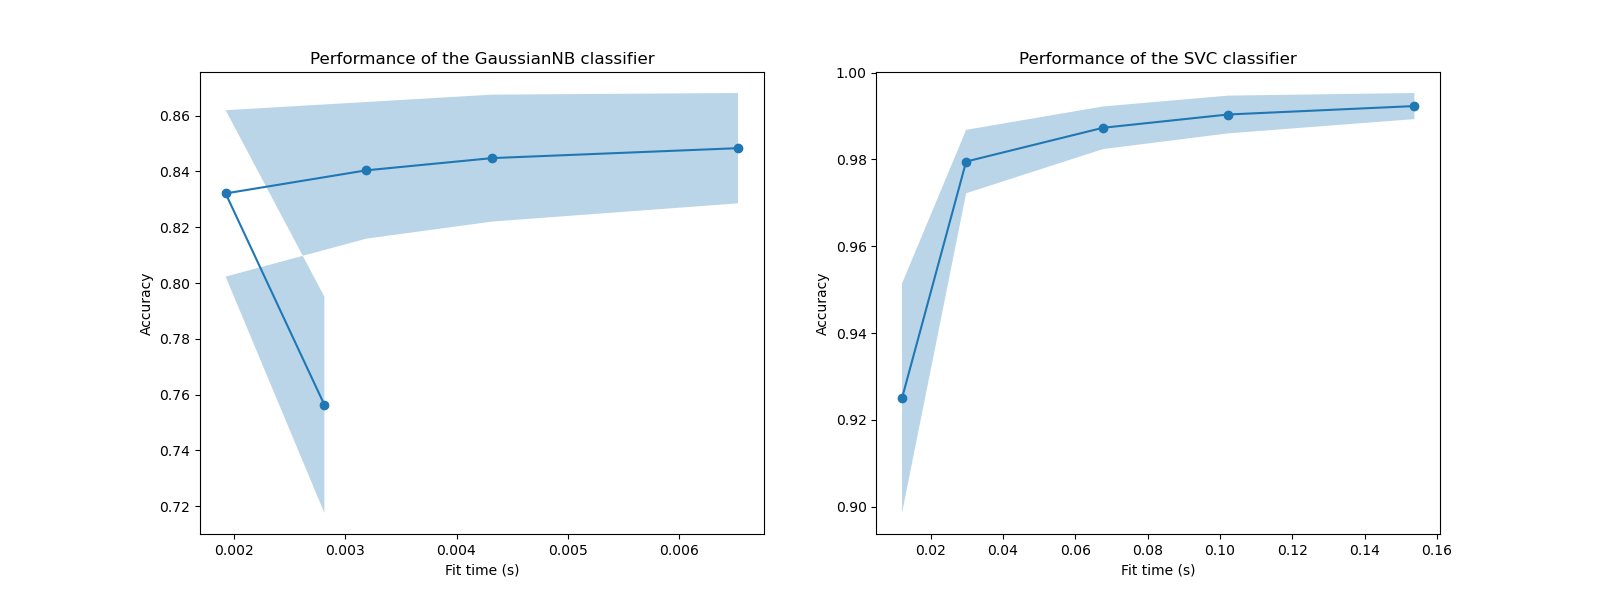 Performance of the GaussianNB classifier
0.86
0.84
0.82
0.80
0.78
0.76
0.74
0.72
Accuracy
0.002 0.003 0.004 0.005 0.006
Fit time (s)
Performance of the SVC classifier
1.00
0.98
0.96
0.94
0.92
0.90
Accuracy
0.02 0.04 0.06 0.08 0.10 0.12 0.14 0.16
Fit time (s)